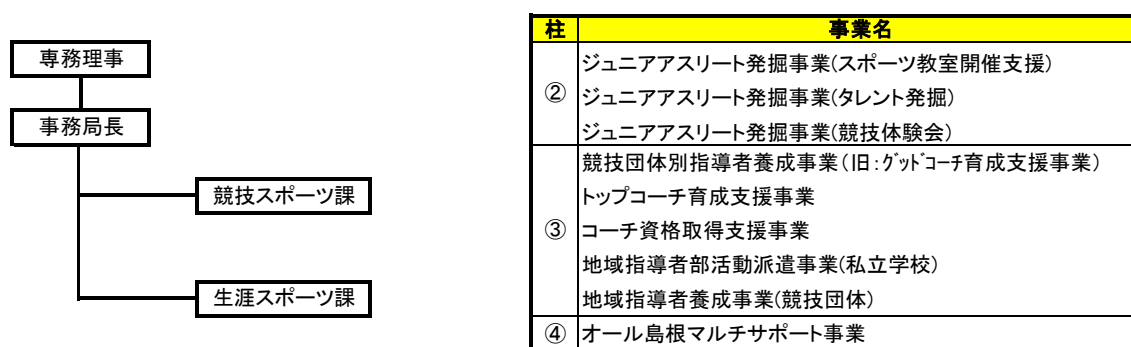 専務理事
事務局長
競技スポーツ課
生涯スポーツ課
柱 事業名
② ジュニアアスリート発掘事業(スポーツ教室開催支援)
ジュニアアスリート発掘事業(タレント発掘)
ジュニアアスリート発掘事業(競技体験会)
③ 競技団体別指導者養成事業(旧:グッドコーチ育成支援事業)
トップコーチ育成支援事業
コーチ資格取得支援事業
地域指導者部活動派遣事業(私立学校)
地域指導者養成事業(競技団体)
④ オール島根マルチサポート事業